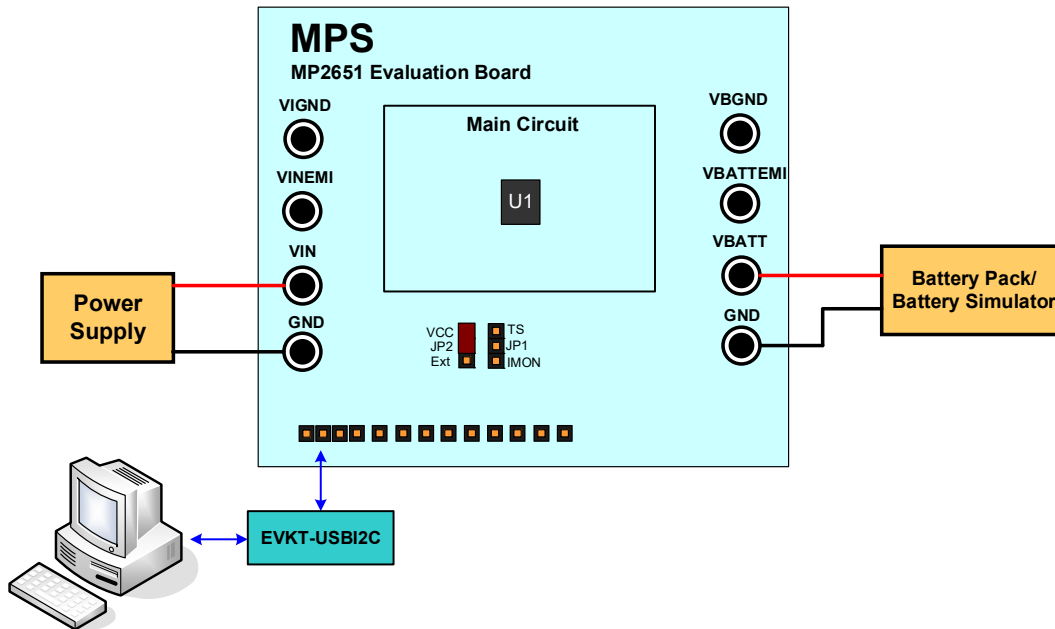 MPS
MP2651 Evaluation Board
VIGND
VINEMI
VIN
GND
Main Circuit
U1
VBGND
VBATTEMI
VBATT
GND
Power
Supply
Battery Pack/
Battery Simulator
VCC
JP2
Ext
TS
JP1
IMON
EVKT-USBI2C